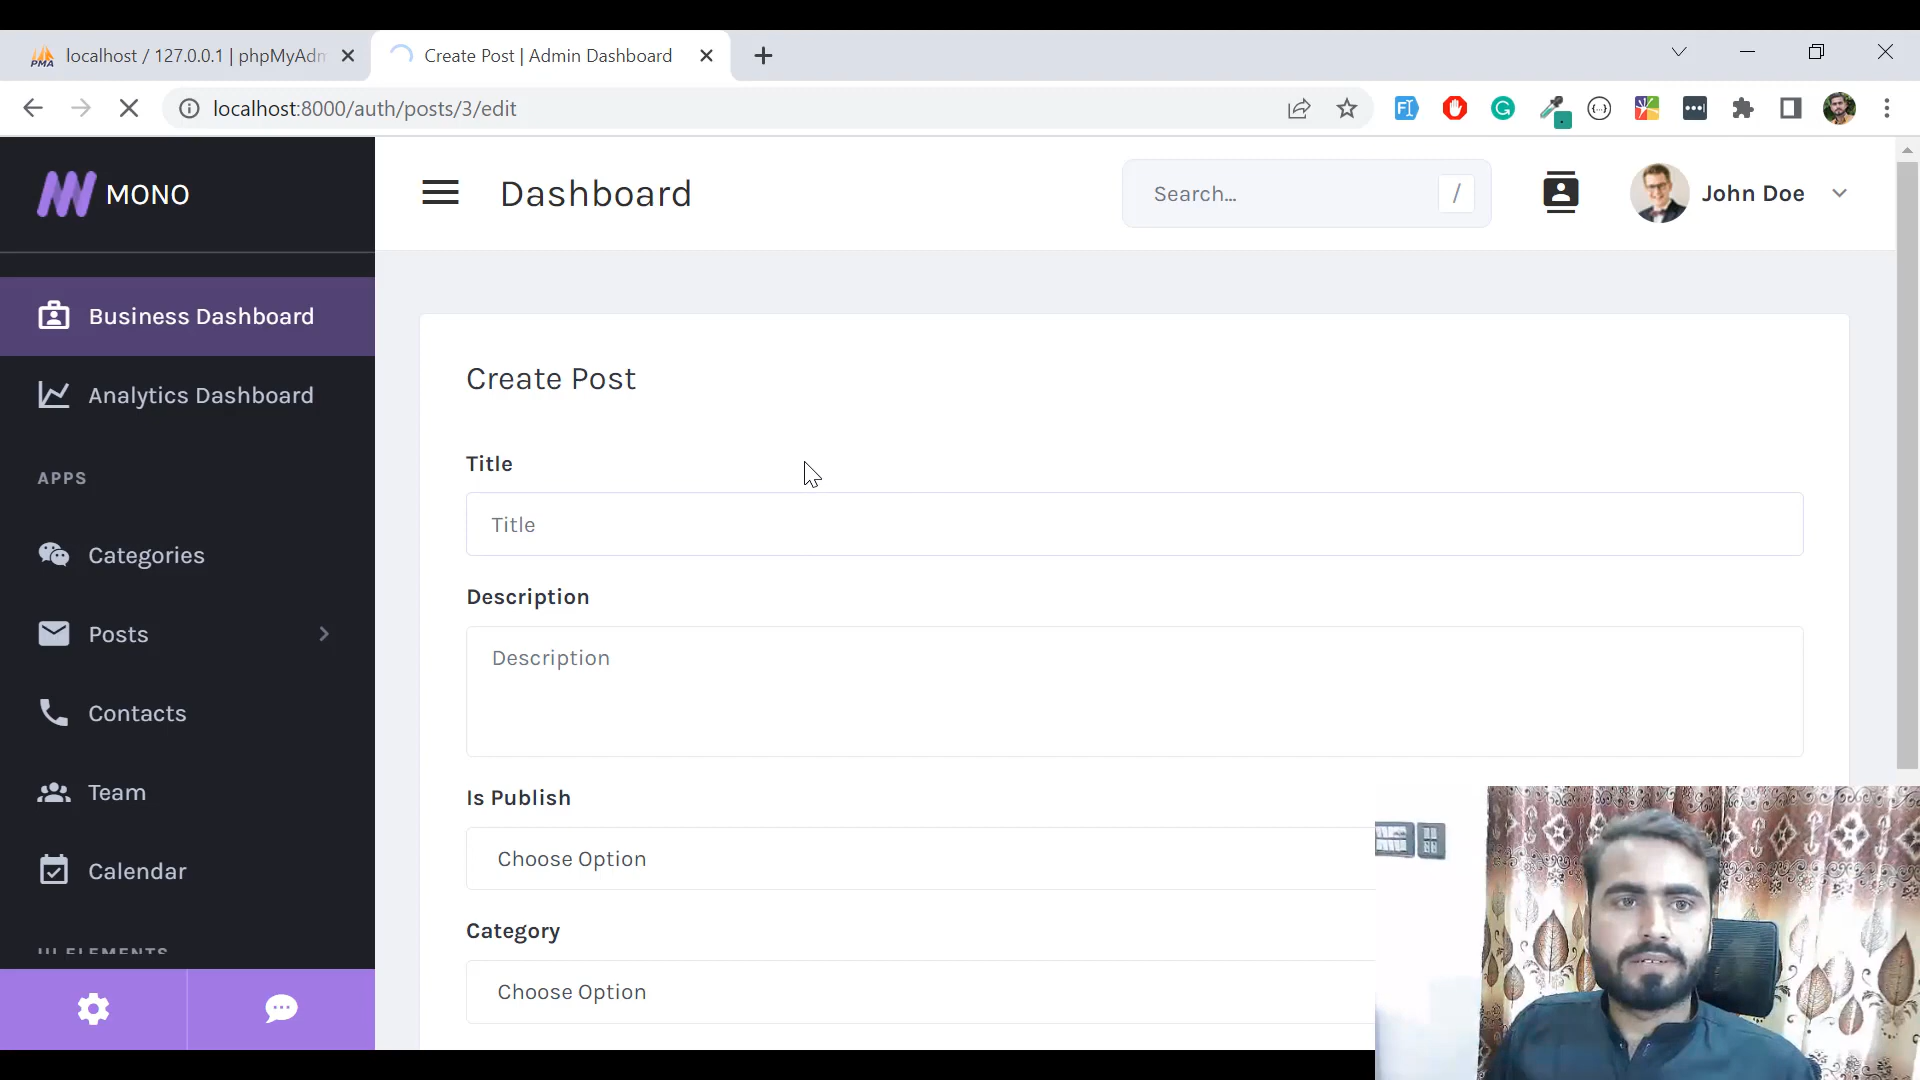 localhost / 127.0.0.1 | phpMyAdm
Create Post | Admin Dashboard
localhost:8000/auth/posts/3/edit
MONO
Dashboard
Search...
/
John Doe
Business Dashboard
Analytics Dashboard
APPS
Categories
Posts
Contacts
Team
Calendar
UI ELEMENTS
Create Post
Title
Title
Description
Description
Is Publish
Choose Option
Category
Choose Option